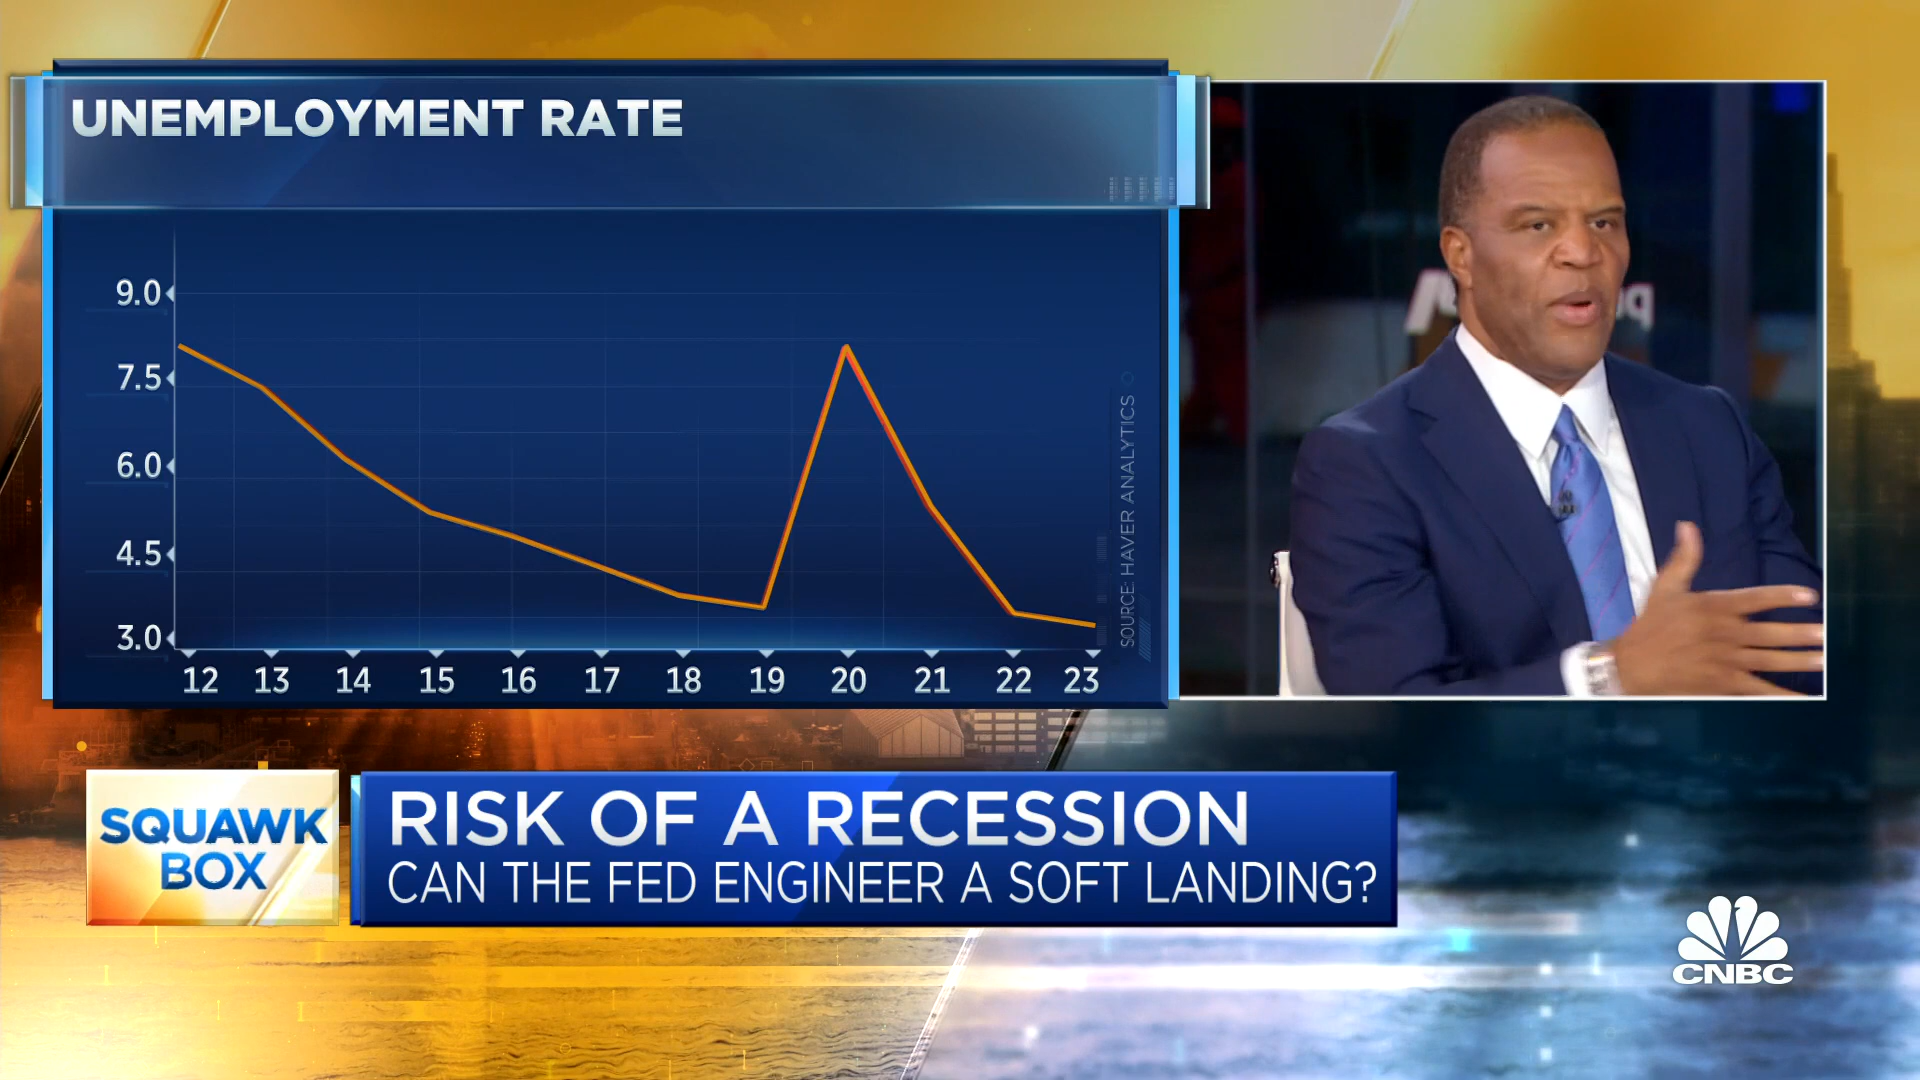 UNEMPLOYMENT RATE
9.0
7.5
6.0
4.5
3.0
12 13 14 15 16 17 18 19 20 21 22 23
SOURCE: HAVER ANALYTICS
SQUAWK
BOX
RISK OF A RECESSION
CAN THE FED ENGINEER A SOFT LANDING?
CNBC